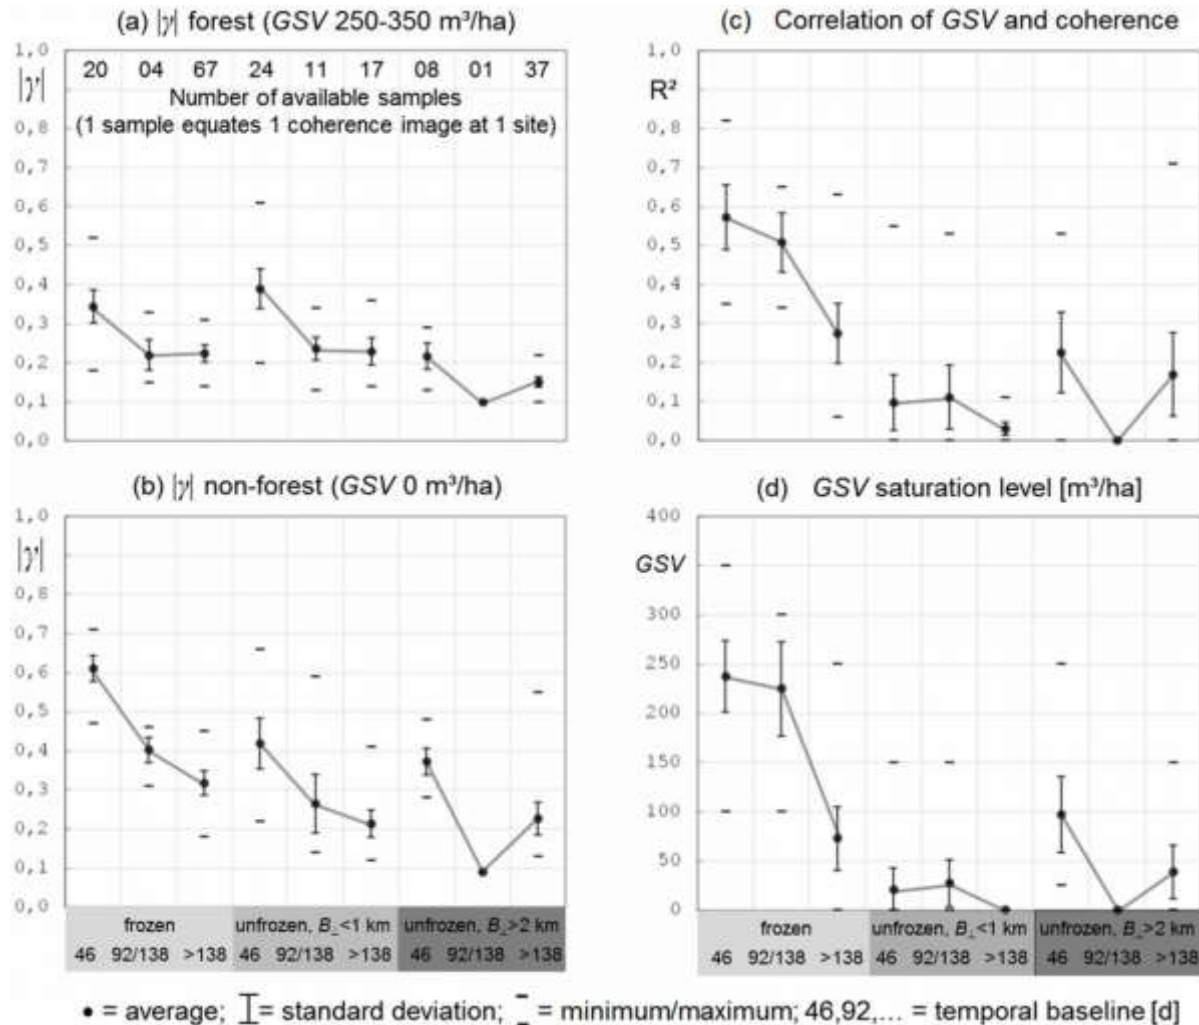 (a) |γ| forest (GSV 250-350 m³/ha)
1,0
|γ|
0,9
0,8
0,7
0,6
0,5
0,4
0,3
0,2
0,1
0,0
20 04 67 24 11 17 08 01 37
Number of available samples
(1 sample equates 1 coherence image at 1 site)
(c) Correlation of GSV and coherence
1,0
0,9
R²
0,8
0,7
0,6
0,5
0,4
0,3
0,2
0,1
0,0
(b) |γ| non-forest (GSV 0 m³/ha)
1,0
|γ|
0,9
0,8
0,7
0,6
0,5
0,4
0,3
0,2
0,1
0,0
frozen unfrozen, B⊥<1 km unfrozen, B⊥>2 km
46 92/138 >138 46 92/138 >138 46 92/138 >138
(d) GSV saturation level [m³/ha]
400
GSV
350
300
250
200
150
100
50
0
frozen unfrozen, B⊥<1 km unfrozen, B⊥>2 km
46 92/138 >138 46 92/138 >138 46 92/138 >138
• = average; = standard deviation; = minimum/maximum; 46,92,... = temporal baseline [d]